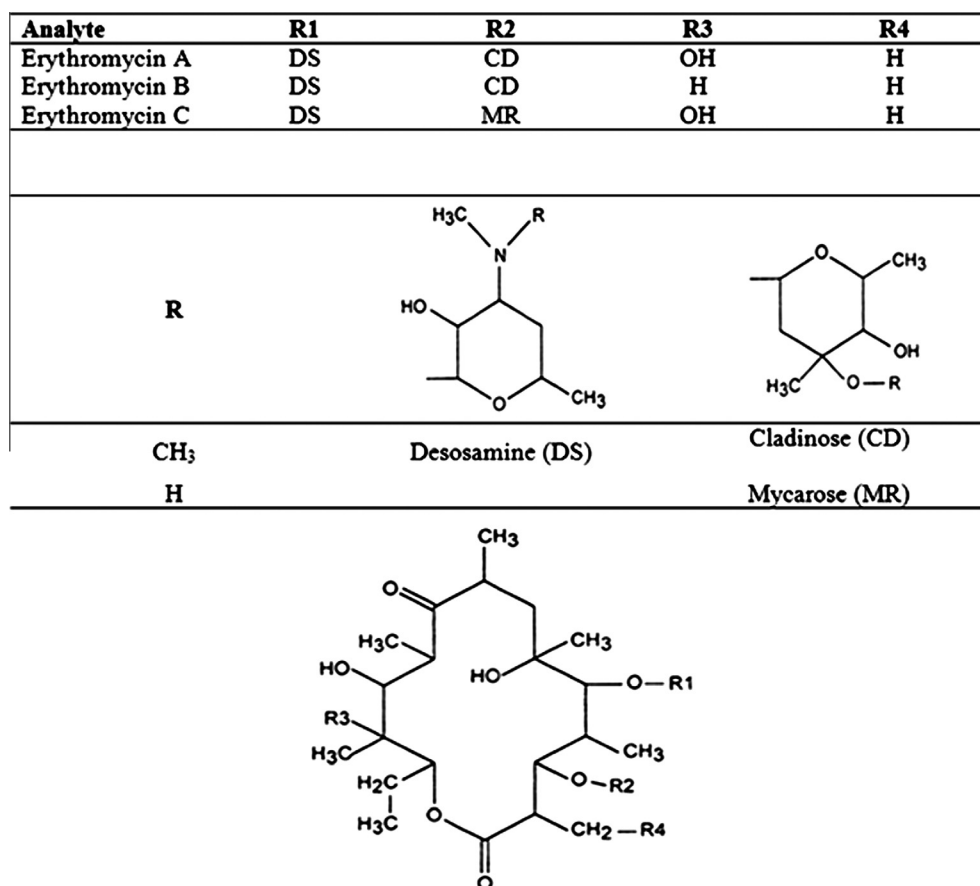 Analyte R1 R2 R3 R4
Erythromycin A DS CD OH H
Erythromycin B DS CD H H
Erythromycin C DS MR OH H
H₃C R
N
O CH₃
HO
R
OH
O CH₃
H₃C O—R
CH₃ Desosamine (DS) Cladinose (CD)
H Mycarose (MR)
CH₃
O
H₃C CH₃
HO HO O—R1
R3
H₃C CH₃
H₂C O—R2
H₃C O CH₂—R4
O